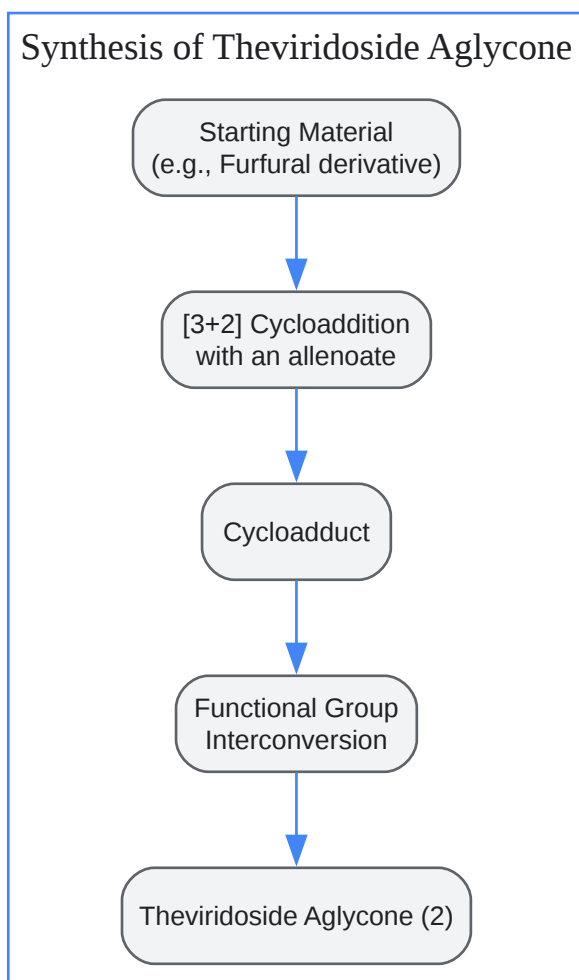 Synthesis of Theviridoside Aglycone
Starting Material
(e.g., Furfural derivative)
[3+2] Cycloaddition
with an allenoate
Cycloadduct
Functional Group
Interconversion
Theviridoside Aglycone (2)